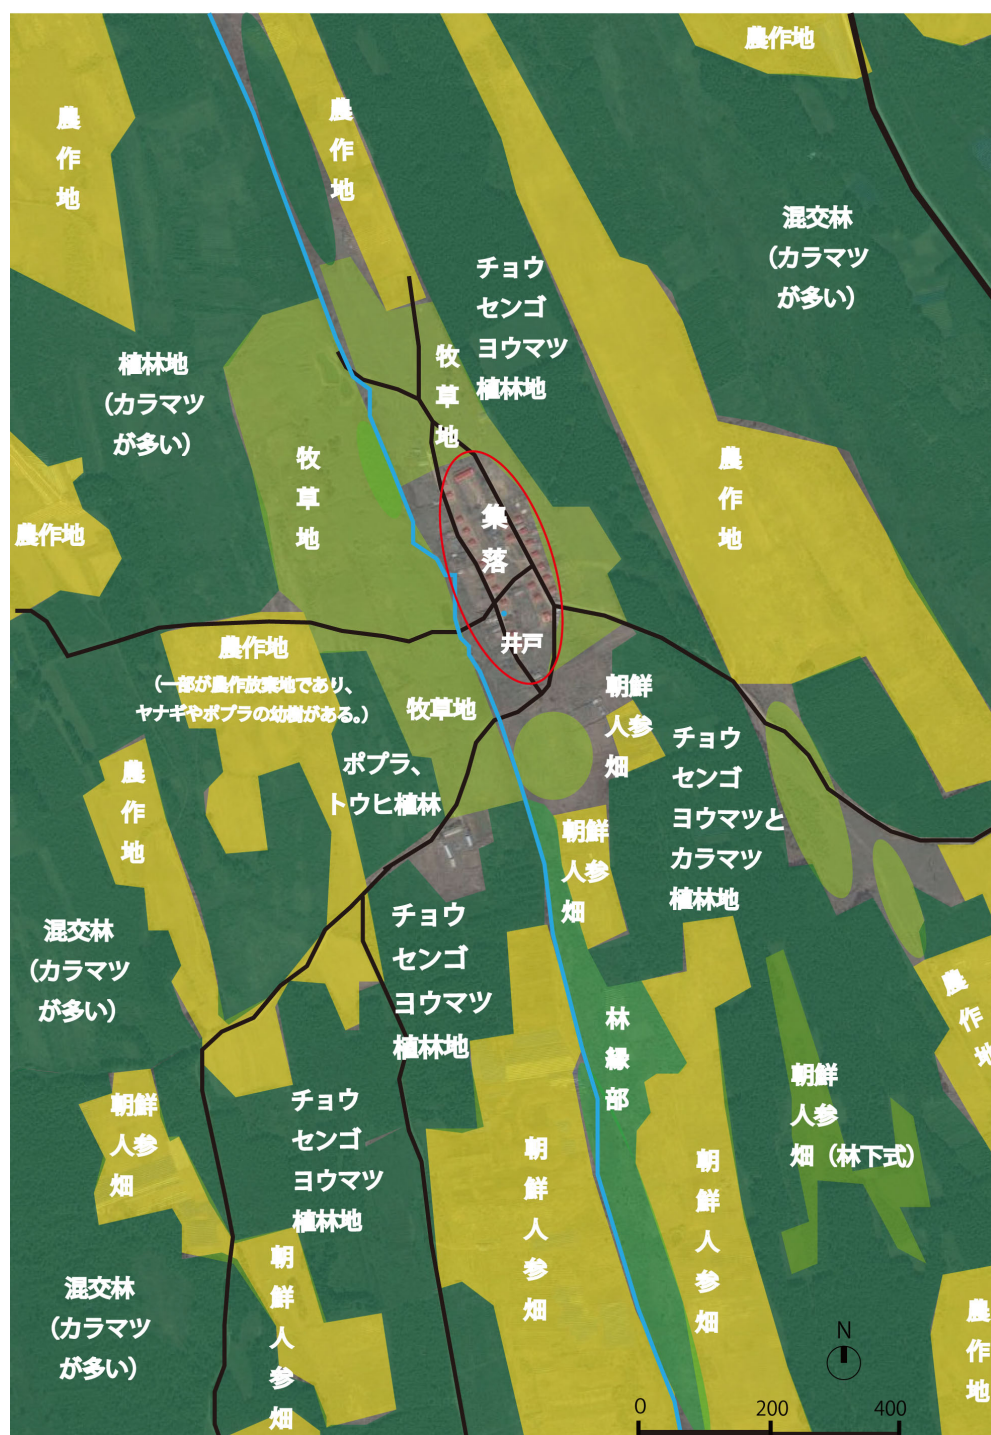 農作地
農作地
農作地
混交林
（カラマツ
が多い）
チョウ
センゴ
ヨウマツ
植林地
牧草地
植林地
（カラマツ
が多い）
牧草地
農作地
農作地
集落
井戸
農作地
（一部が農作放棄地であり、
ヤナギやポプラの幼樹がある。）
牧草地
朝鮮
人参
畑
チョウ
センゴ
ヨウマツと
カラマツ
植林地
ポプラ、
トウヒ植林
農作地
朝鮮
人参
畑
チョウ
センゴ
ヨウマツ
植林地
混交林
（カラマツ
が多い）
農作地
林縁部
朝鮮
人参
畑（林下式）
朝鮮
人参
畑
チョウ
センゴ
ヨウマツ
植林地
朝鮮人参畑
朝鮮人参畑
朝鮮人参畑
混交林
（カラマツ
が多い）
農作地
N
0 200 400